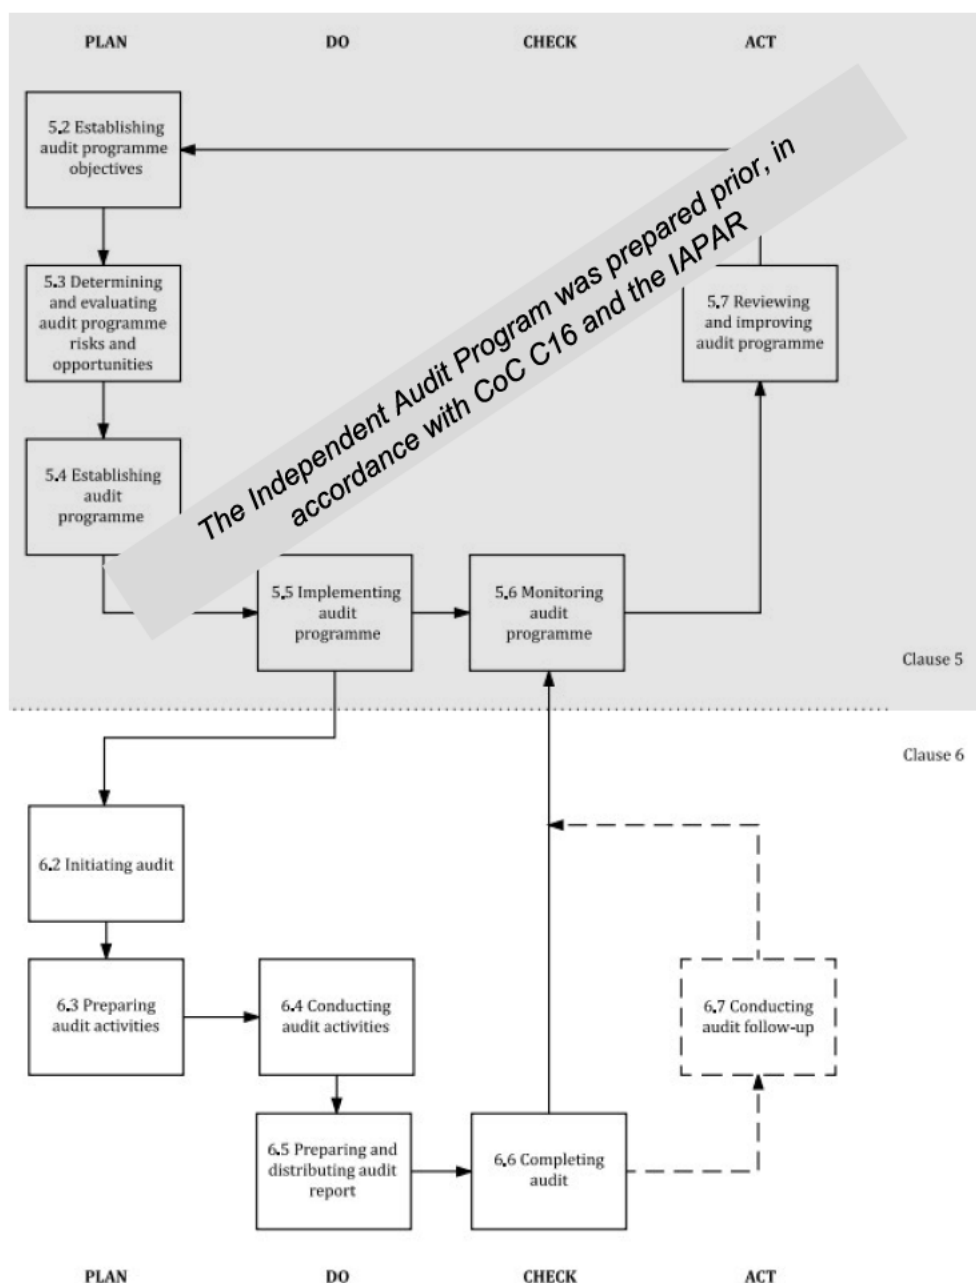 PLAN DO CHECK ACT
5.2 Establishing
audit programme
objectives
5.3 Determining
and evaluating
audit programme
risks and
opportunities
5.4 Establishing
audit
programme
The Independent Audit Program was prepared prior, in
accordance with CoC C16 and the IAPAR
5.5 Implementing
audit
programme
5.6 Monitoring
audit
programme
5.7 Reviewing
and improving
audit programme
Clause 5
Clause 6
6.2 Initiating audit
6.3 Preparing
audit activities
6.4 Conducting
audit activities
6.5 Preparing and
distributing audit
report
6.6 Completing
audit
6.7 Conducting
audit follow-up
PLAN DO CHECK ACT